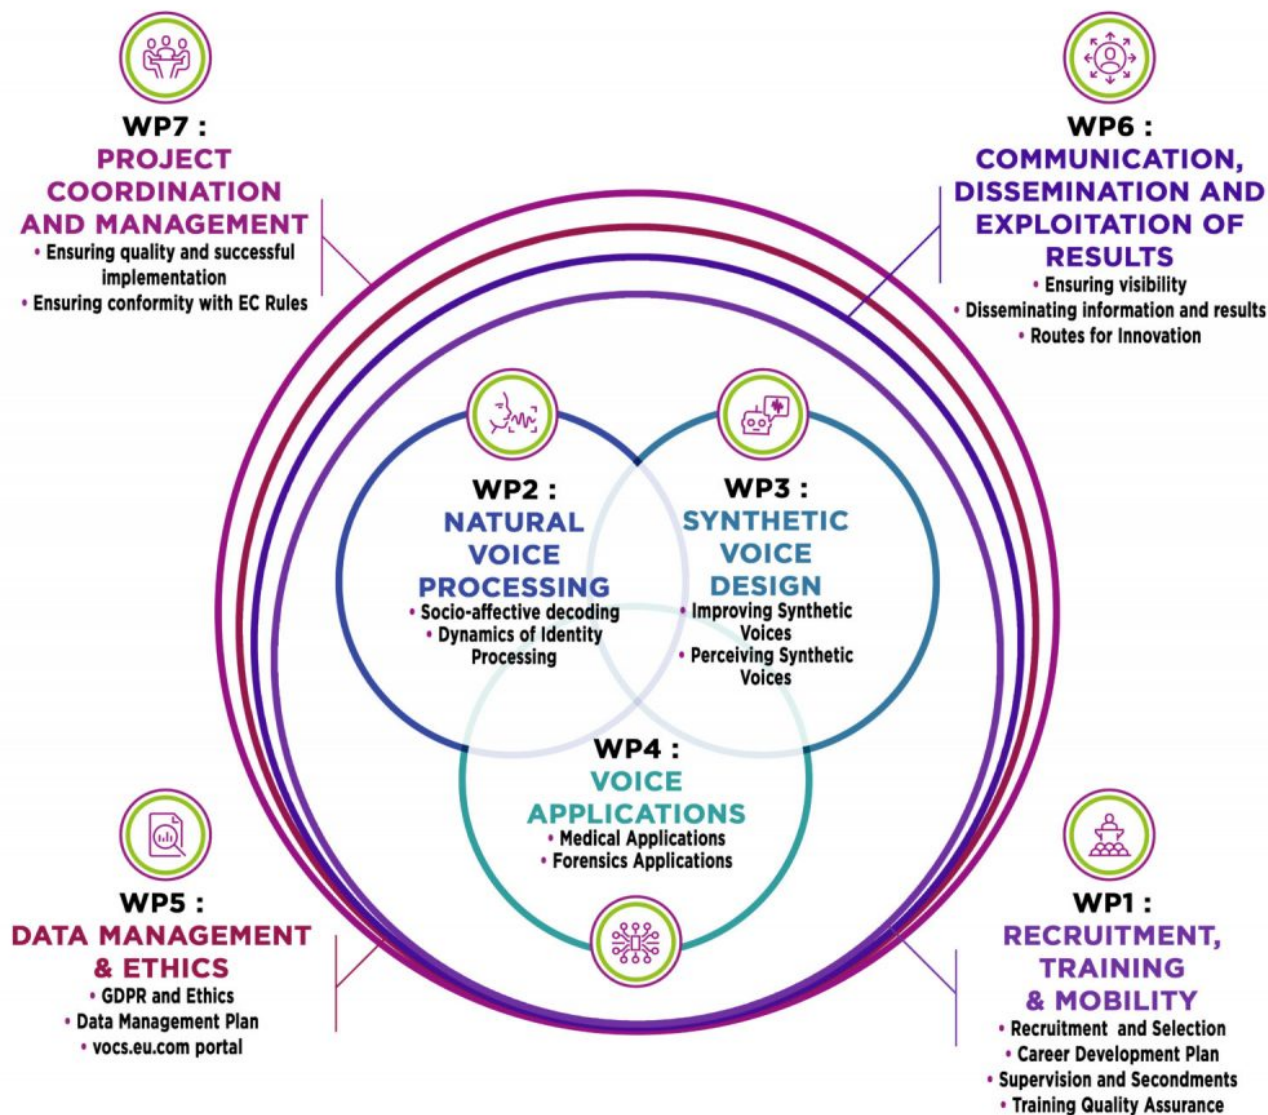 WP7 :
PROJECT
COORDINATION
AND MANAGEMENT
• Ensuring quality and successful
implementation
• Ensuring conformity with EC Rules
WP6 :
COMMUNICATION,
DISSEMINATION AND
EXPLOITATION OF
RESULTS
• Ensuring visibility
• Disseminating information and results
• Routes for Innovation
WP2 :
NATURAL
VOICE
PROCESSING
• Socio-affective decoding
• Dynamics of Identity
Processing
WP3 :
SYNTHETIC
VOICE
DESIGN
• Improving Synthetic
Voices
• Perceiving Synthetic
Voices
WP4 :
VOICE
APPLICATIONS
• Medical Applications
• Forensics Applications
WP5 :
DATA MANAGEMENT
& ETHICS
• GDPR and Ethics
• Data Management Plan
• vocs.eu.com portal
WP1 :
RECRUITMENT,
TRAINING
& MOBILITY
• Recruitment and Selection
• Career Development Plan
• Supervision and Secondments
• Training Quality Assurance